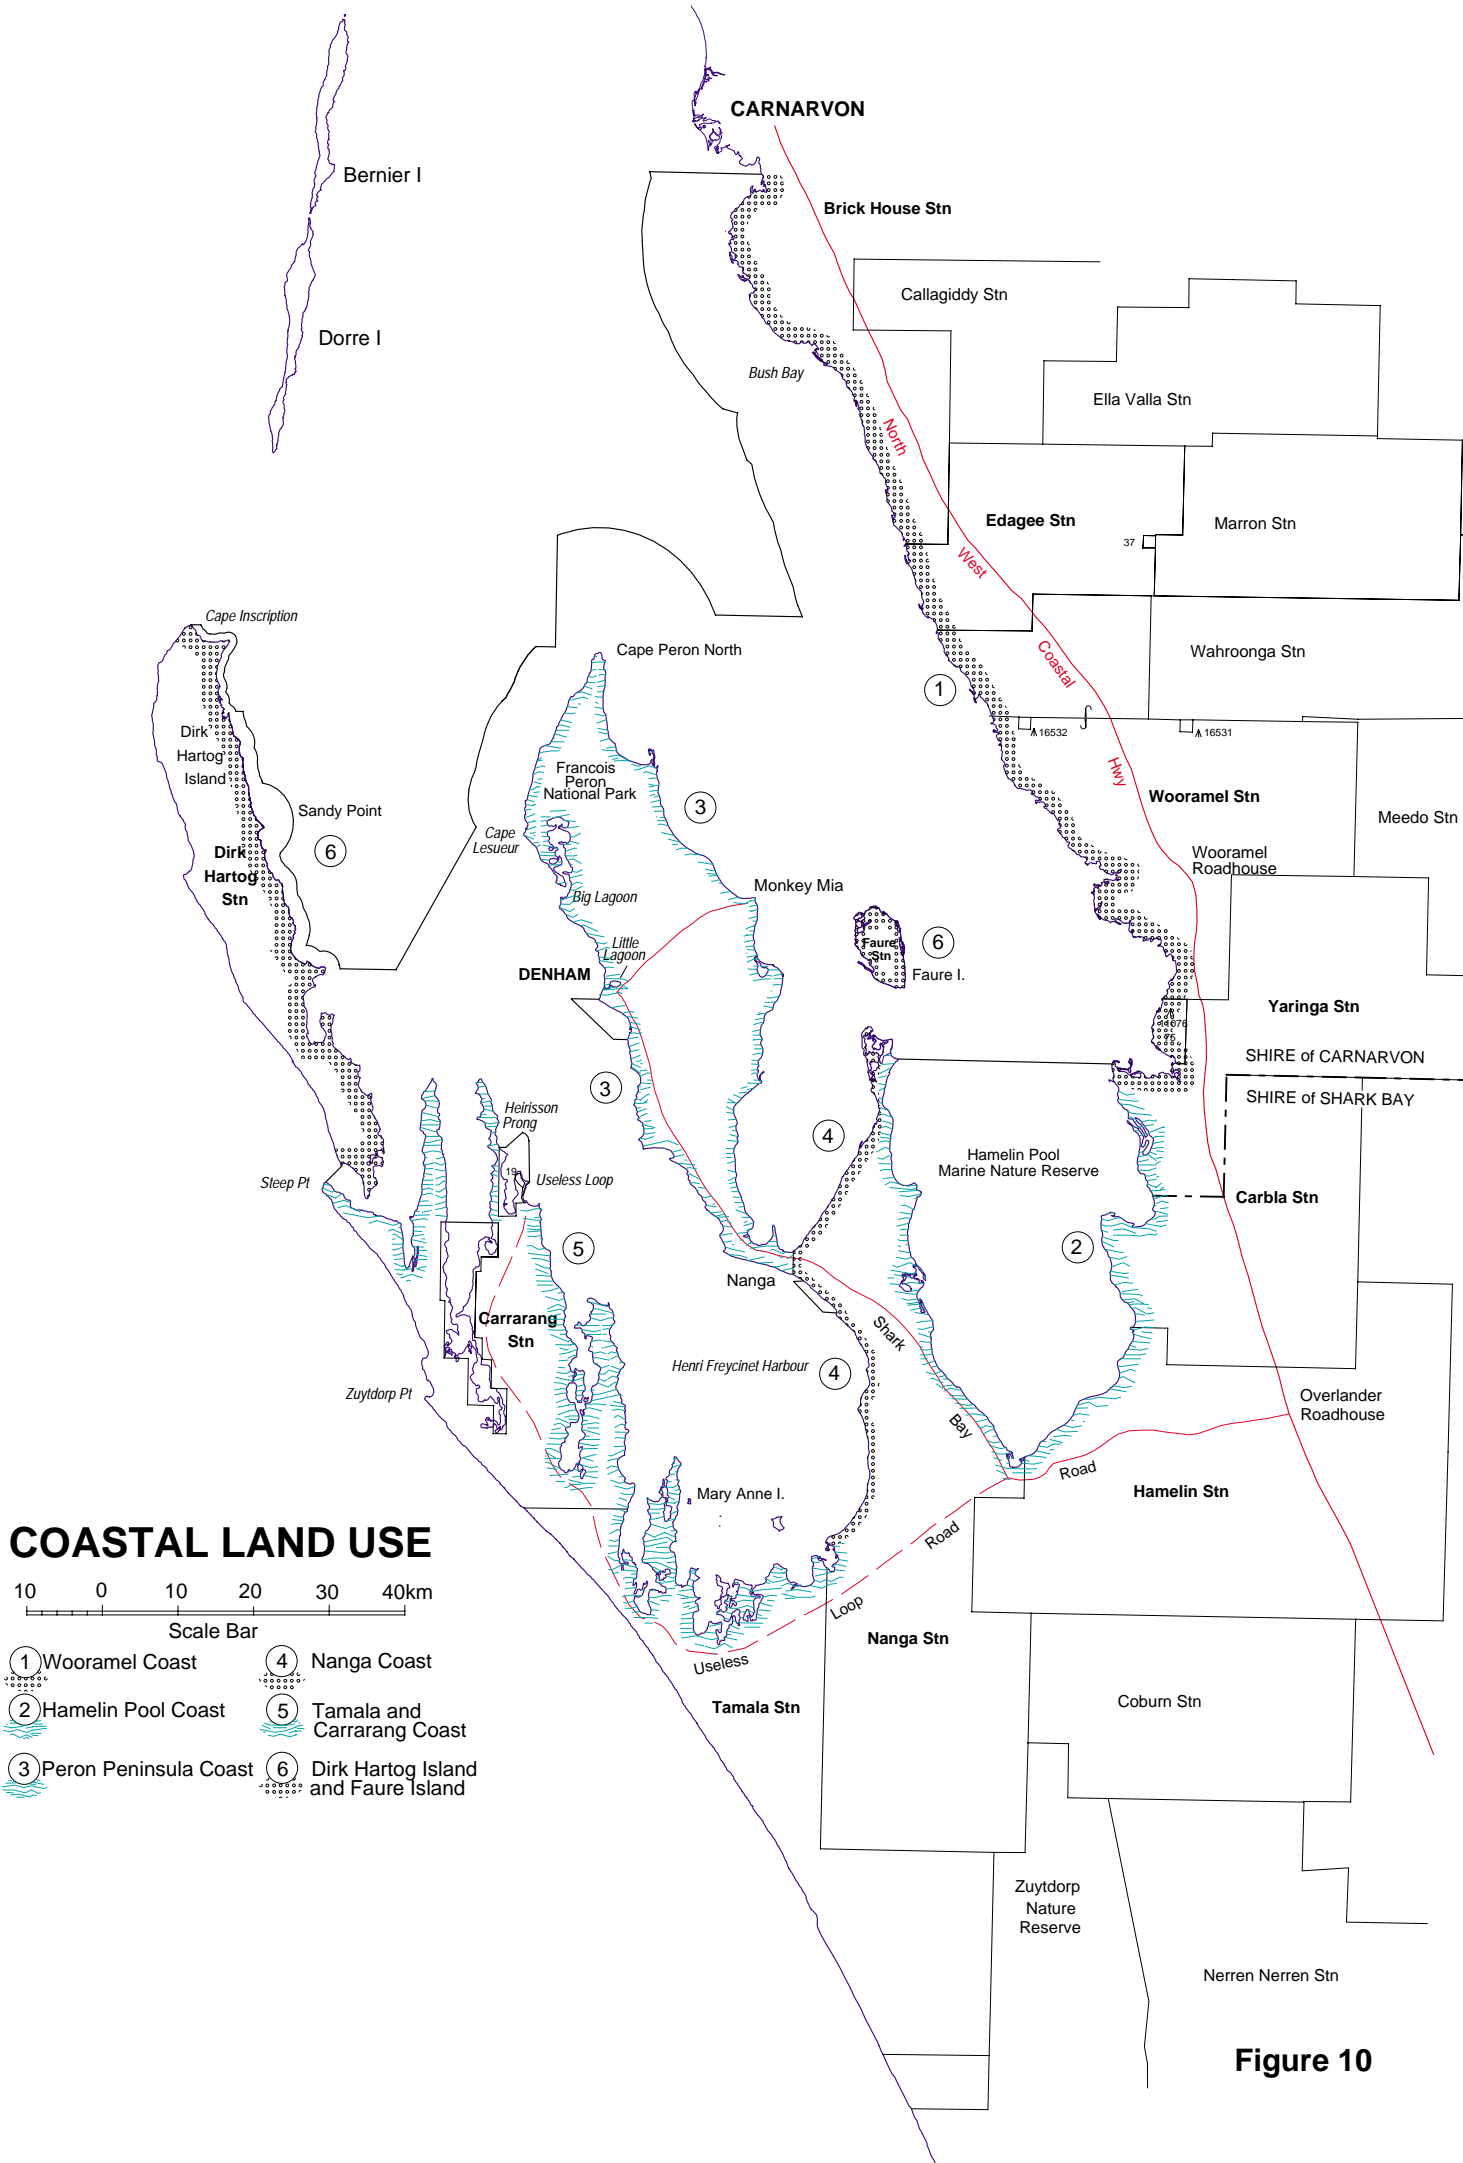 CARNARVON
Bernier I
Brick House Stn
Callagiddy Stn
Dorre I
Bush Bay
Ella Valla Stn
North
West
Coastal
Hwy
Edagee Stn
Marron Stn
37
Cape Inscription
Cape Peron North
Wahroonga Stn
1
16532
16531
Dirk
Hartog
Island
Francois
Peron
National Park
3
Wooramel Stn
Meedo Stn
Sandy Point
6
Cape
Lesueur
Dirk
Hartog
Stn
Wooramel
Roadhouse
Monkey Mia
Big Lagoon
Little
Lagoon
DENHAM
Faure
Stn
6
Faure I.
Yaringa Stn
75
SHIRE of CARNARVON
SHIRE of SHARK BAY
3
Heirisson
Prong
4
Hamelin Pool
Marine Nature Reserve
19
Useless Loop
Steep Pt
Carbla Stn
5
2
Nanga
Carrarang
Stn
Shark
Bay
Road
Henri Freycinet Harbour
4
Zuytdorp Pt
Overlander
Roadhouse
Mary Anne I.
Hamelin Stn
COASTAL LAND USE
10 0 10 20 30 40km
Scale Bar
Useless
Loop
Road
Nanga Stn
1 Wooramel Coast
4 Nanga Coast
Tamala Stn
Coburn Stn
2 Hamelin Pool Coast
5 Tamala and
Carrarang Coast
3 Peron Peninsula Coast
6 Dirk Hartog Island
and Faure Island
Zuytdorp
Nature
Reserve
Nerren Nerren Stn
Figure 10